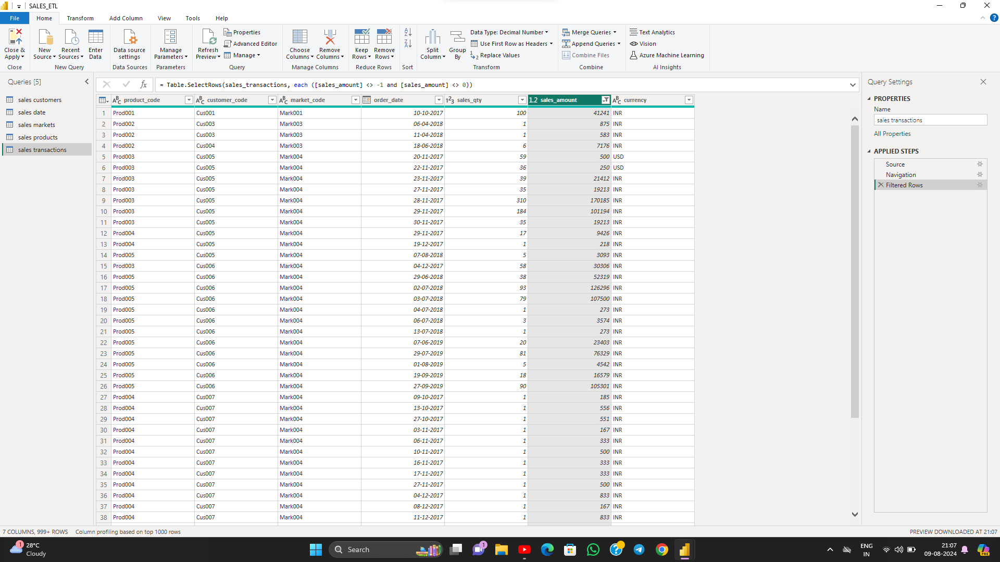 SALES_ETL
File Home Transform Add Column View Tools Help
Close & Apply
New Source
Recent Sources
Enter Data
Data source settings
Manage Parameters
Refresh Preview
Properties
Advanced Editor
Manage
Choose Columns
Remove Columns
Keep Rows
Remove Rows
Split Column
Group By
Data Type: Decimal Number
Use First Row as Headers
Replace Values
Merge Queries
Append Queries
Combine Files
Text Analytics
Vision
Azure Machine Learning
Close New Query Data Sources Parameters Query Manage Columns Reduce Rows Sort Transform Combine AI Insights
Queries [5]
sales customers
sales date
sales markets
sales products
sales transactions
fx = Table.SelectRows(sales_transactions, each ([sales_amount] <> -1 and [sales_amount] <> 0))
product_code customer_code market_code order_date 123 sales_qty 1.2 sales_amount currency
1 Prod001 Cus001 Mark001 10-10-2017 100 41241 INR
2 Prod002 Cus003 Mark003 06-04-2018 1 875 INR
3 Prod002 Cus003 Mark003 11-04-2018 1 583 INR
4 Prod002 Cus004 Mark003 18-06-2018 6 7176 INR
5 Prod003 Cus005 Mark004 20-11-2017 59 500 USD
6 Prod003 Cus005 Mark004 22-11-2017 36 250 USD
7 Prod003 Cus005 Mark004 23-11-2017 39 21412 INR
8 Prod003 Cus005 Mark004 27-11-2017 35 19213 INR
9 Prod003 Cus005 Mark004 28-11-2017 310 170185 INR
10 Prod003 Cus005 Mark004 29-11-2017 184 101194 INR
11 Prod003 Cus005 Mark004 30-11-2017 35 19213 INR
12 Prod004 Cus005 Mark004 29-11-2017 17 9426 INR
13 Prod004 Cus005 Mark004 19-12-2017 1 218 INR
14 Prod005 Cus005 Mark004 07-08-2018 5 3093 INR
15 Prod003 Cus006 Mark004 04-12-2017 58 30306 INR
16 Prod005 Cus006 Mark004 29-06-2018 38 52319 INR
17 Prod005 Cus006 Mark004 02-07-2018 93 126296 INR
18 Prod005 Cus006 Mark004 03-07-2018 79 107500 INR
19 Prod005 Cus006 Mark004 04-07-2018 1 273 INR
20 Prod005 Cus006 Mark004 06-07-2018 3 3574 INR
21 Prod005 Cus006 Mark004 13-07-2018 1 273 INR
22 Prod005 Cus006 Mark004 07-06-2019 20 23403 INR
23 Prod005 Cus006 Mark004 29-07-2019 81 76329 INR
24 Prod005 Cus006 Mark004 01-08-2019 5 4542 INR
25 Prod005 Cus006 Mark004 19-09-2019 18 16579 INR
26 Prod005 Cus006 Mark004 27-09-2019 90 105301 INR
27 Prod004 Cus007 Mark004 09-10-2017 1 185 INR
28 Prod004 Cus007 Mark004 13-10-2017 1 556 INR
29 Prod004 Cus007 Mark004 27-10-2017 1 551 INR
30 Prod004 Cus007 Mark004 03-11-2017 1 167 INR
31 Prod004 Cus007 Mark004 06-11-2017 1 333 INR
32 Prod004 Cus007 Mark004 10-11-2017 1 500 INR
33 Prod004 Cus007 Mark004 16-11-2017 1 333 INR
34 Prod004 Cus007 Mark004 17-11-2017 1 333 INR
35 Prod004 Cus007 Mark004 27-11-2017 1 500 INR
36 Prod004 Cus007 Mark004 04-12-2017 1 833 INR
37 Prod004 Cus007 Mark004 08-12-2017 1 167 INR
38 Prod004 Cus007 Mark004 11-12-2017 1 833 INR
Query Settings
PROPERTIES
Name
sales transactions
All Properties
APPLIED STEPS
Source
Navigation
Filtered Rows
7 COLUMNS, 999+ ROWS Column profiling based on top 1000 rows PREVIEW DOWNLOADED AT 21:07
1 28°C
Cloudy
Search
1
ENG
IN
21:07
09-08-2024
PRE